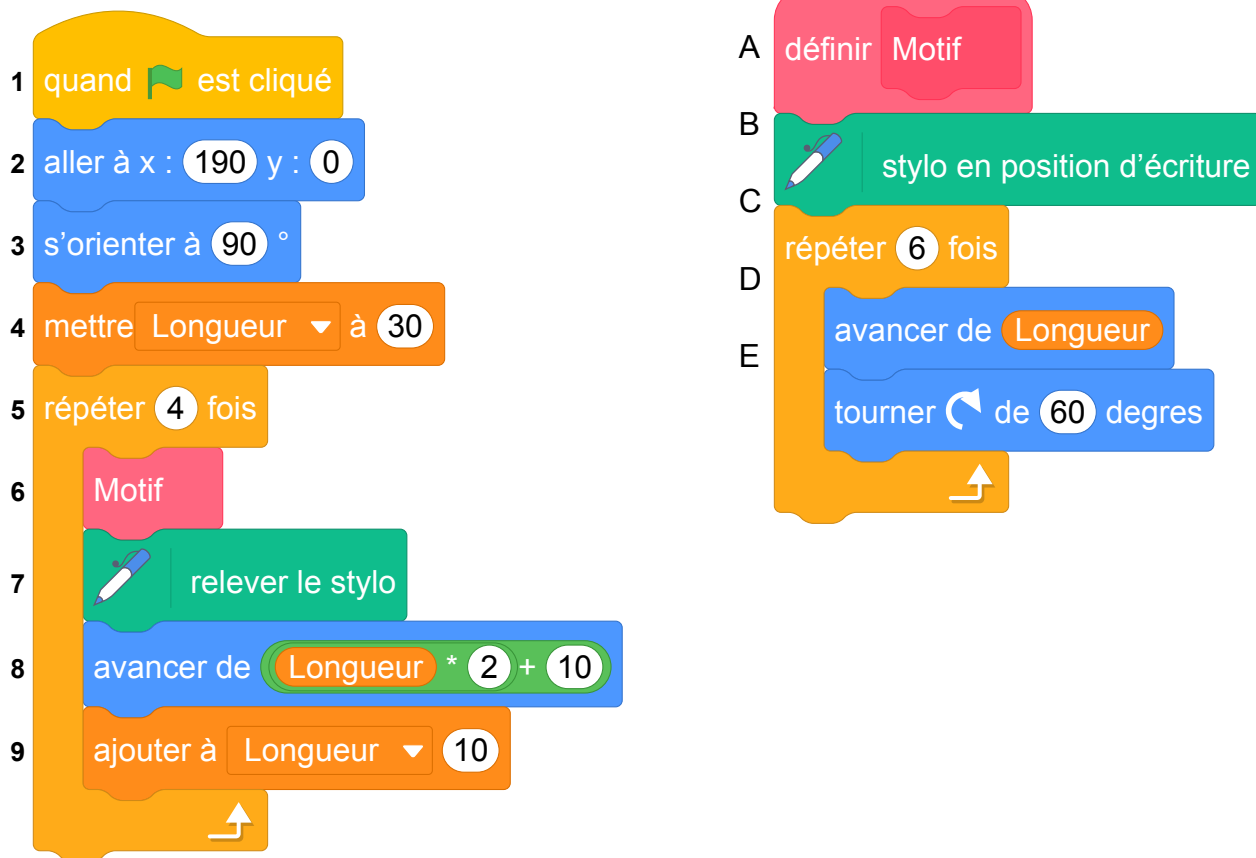 1 quand est cliqué
2 aller à x : 190 y : 0
3 s'orienter à 90 °
4 mettre Longueur à 30
5 répéter 4 fois
6 Motif
7 relever le stylo
8 avancer de Longueur * 2 + 10
9 ajouter à Longueur 10
A définir Motif
B
stylo en position d'écriture
C
répéter 6 fois
D
avancer de Longueur
E
tourner de 60 degres